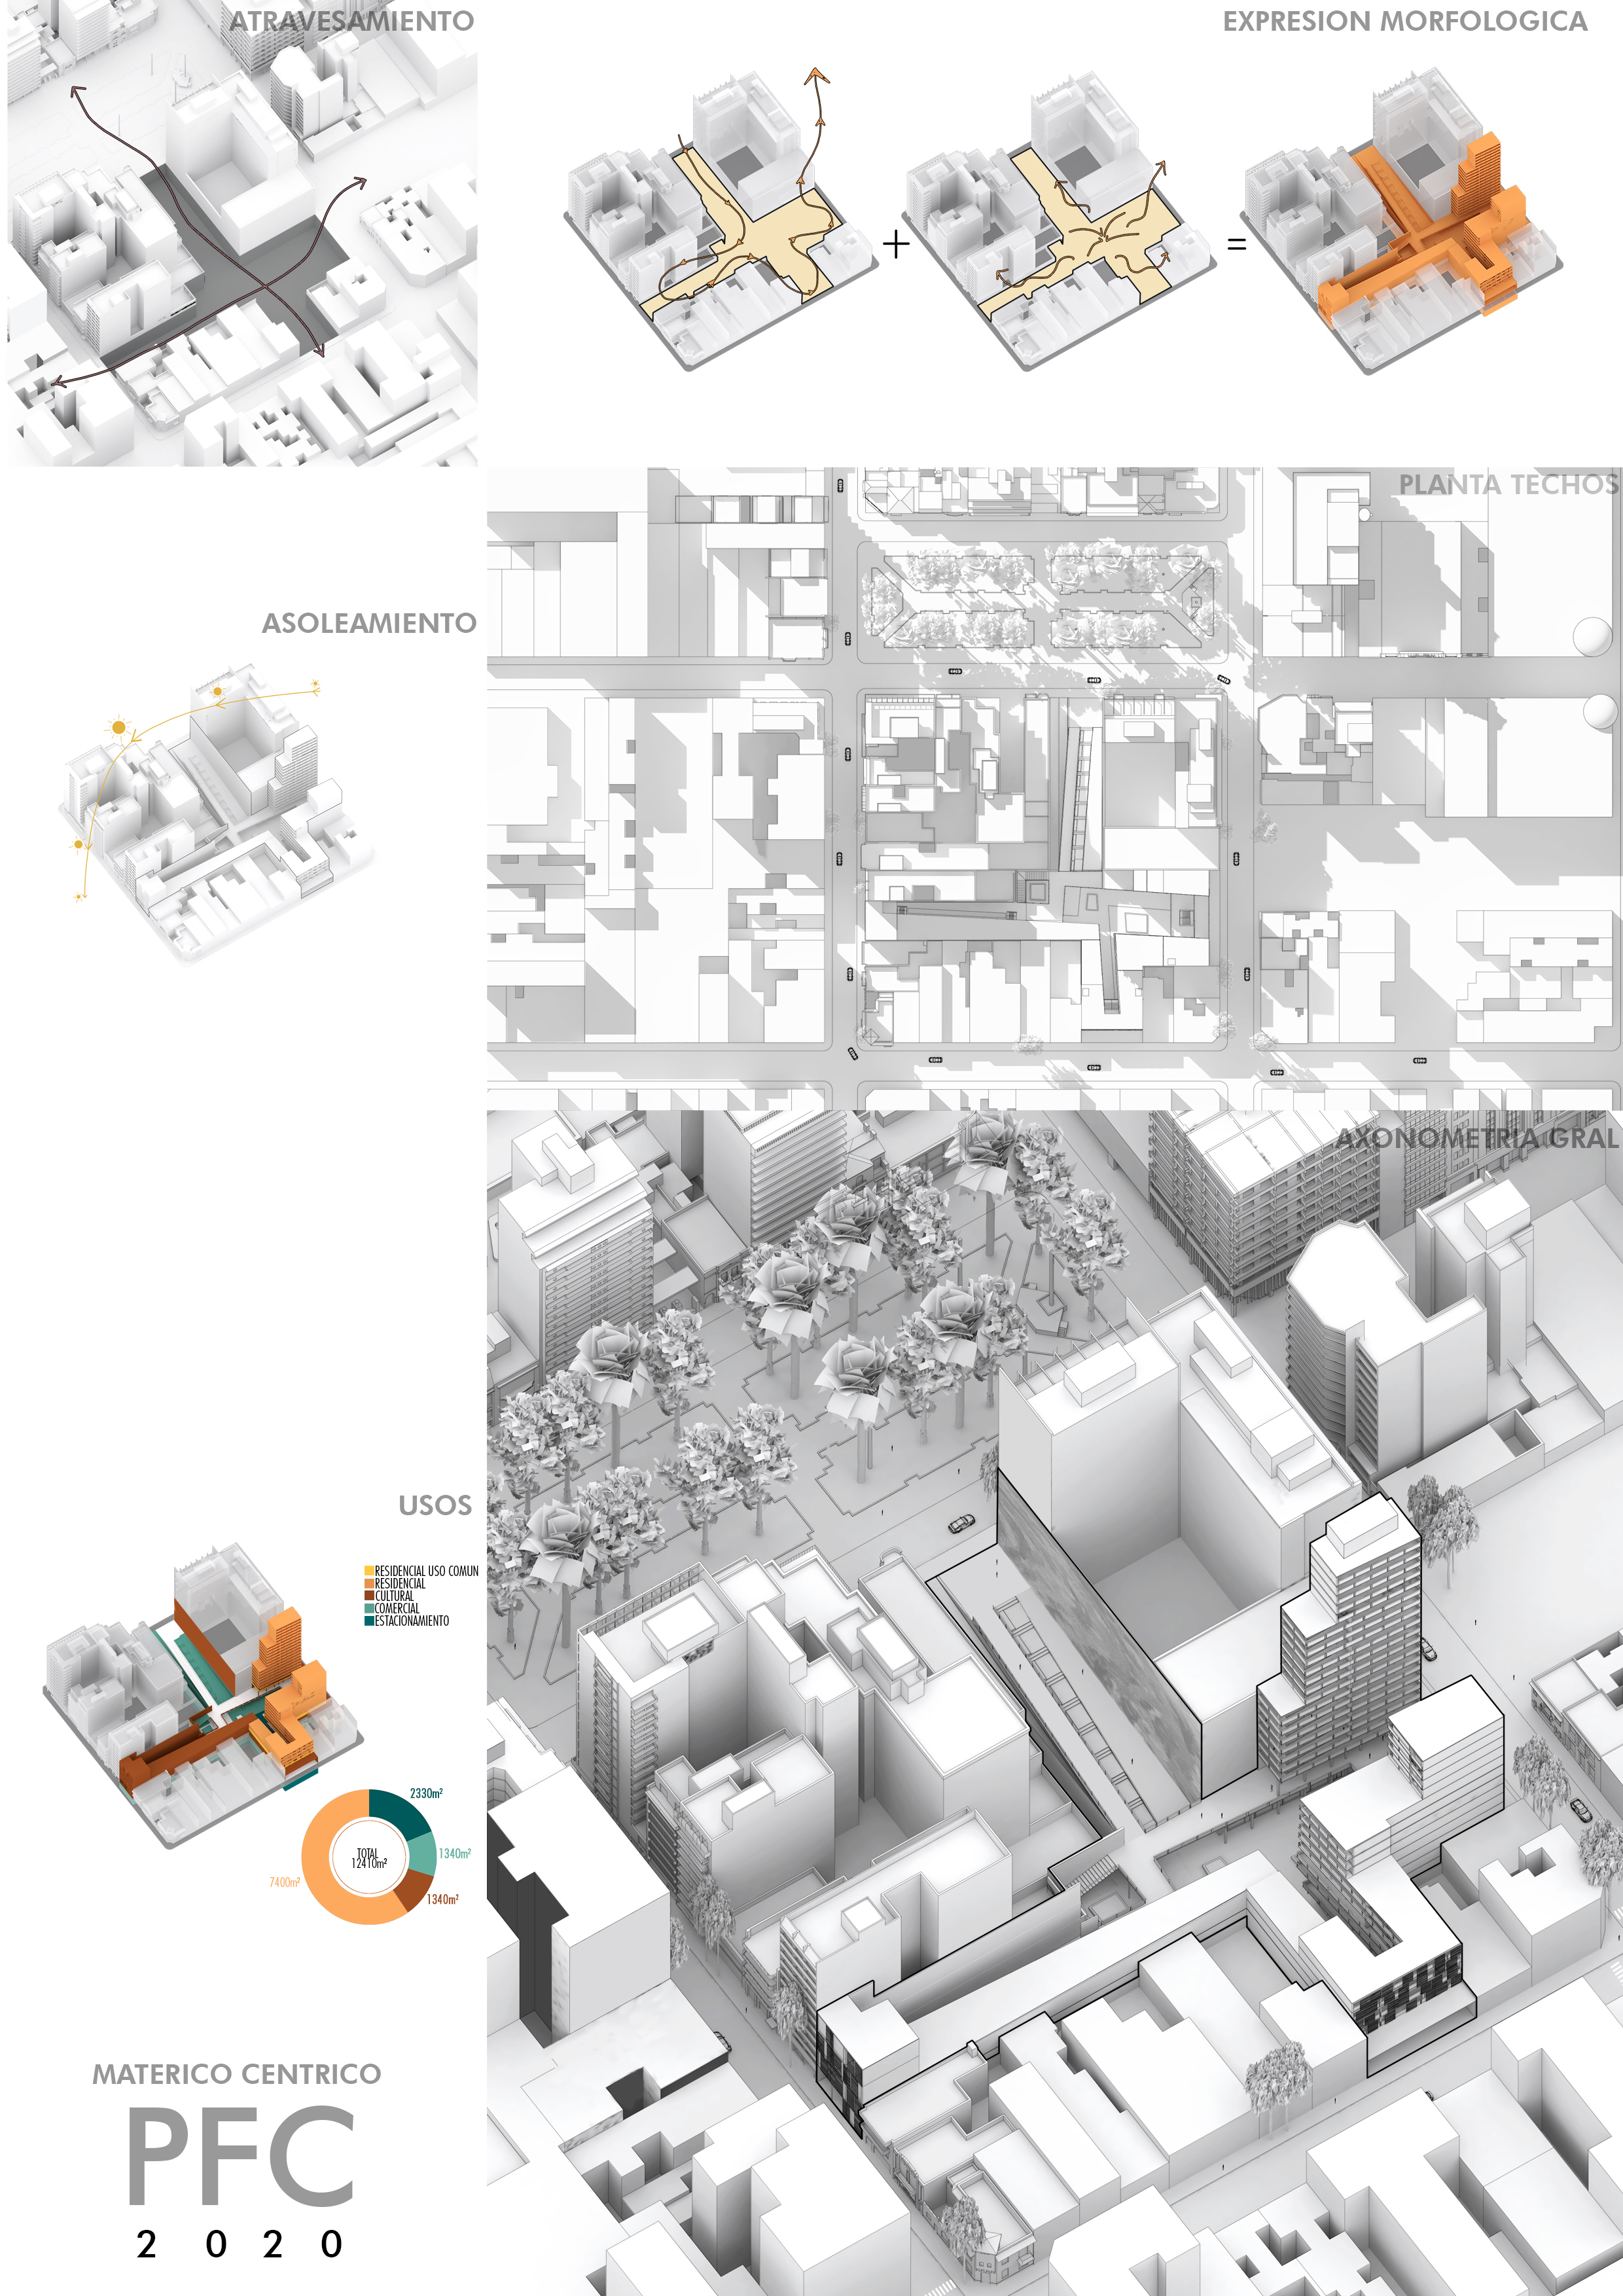 ATRAVESAMIENTO
EXPRESION MORFOLOGICA
+
=
PLANTA TECHOS
ASOLEAMIENTO
AXONOMETRIA GRAL
USOS
RESIDENCIAL USO COMUN
RESIDENCIAL
CULTURAL
COMERCIAL
ESTACIONAMIENTO
2330m²
1340m²
TOTAL
12410m²
7400m²
1340m²
MATERICO CENTRICO
PFC
2 0 2 0